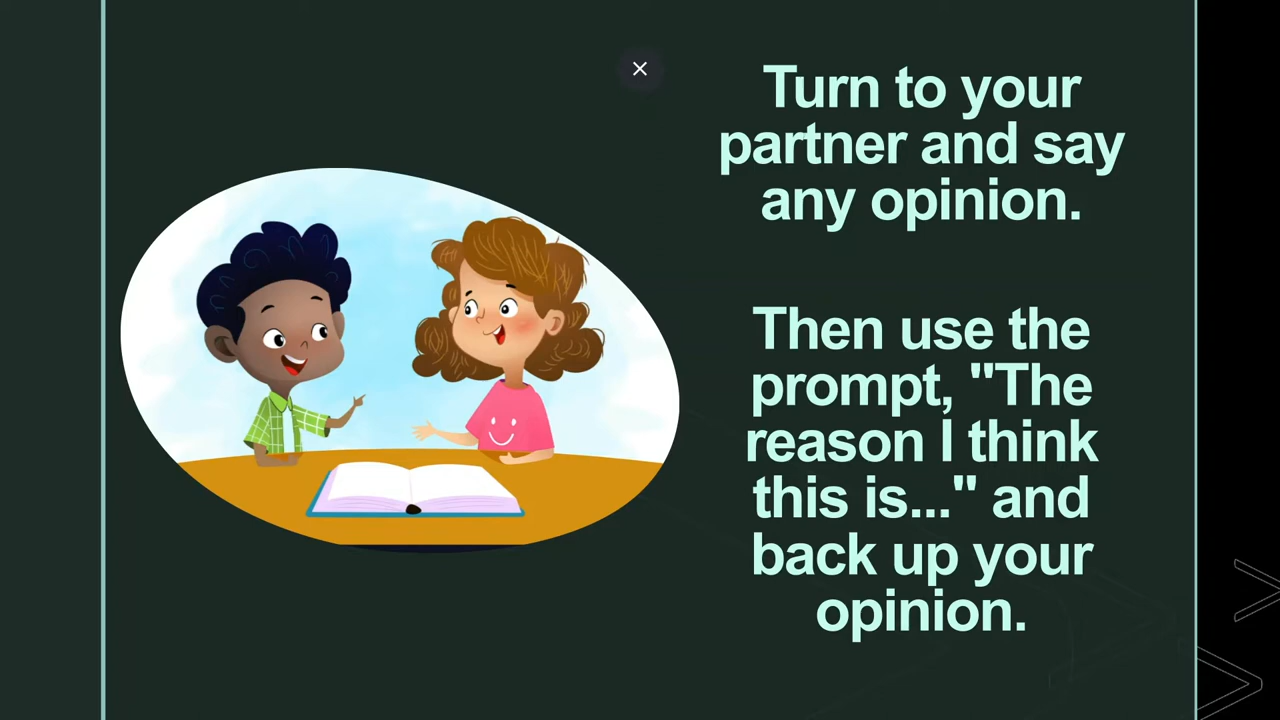 Turn to your
partner and say
any opinion.
Then use the
prompt, "The
reason I think
this is..." and
back up your
opinion.